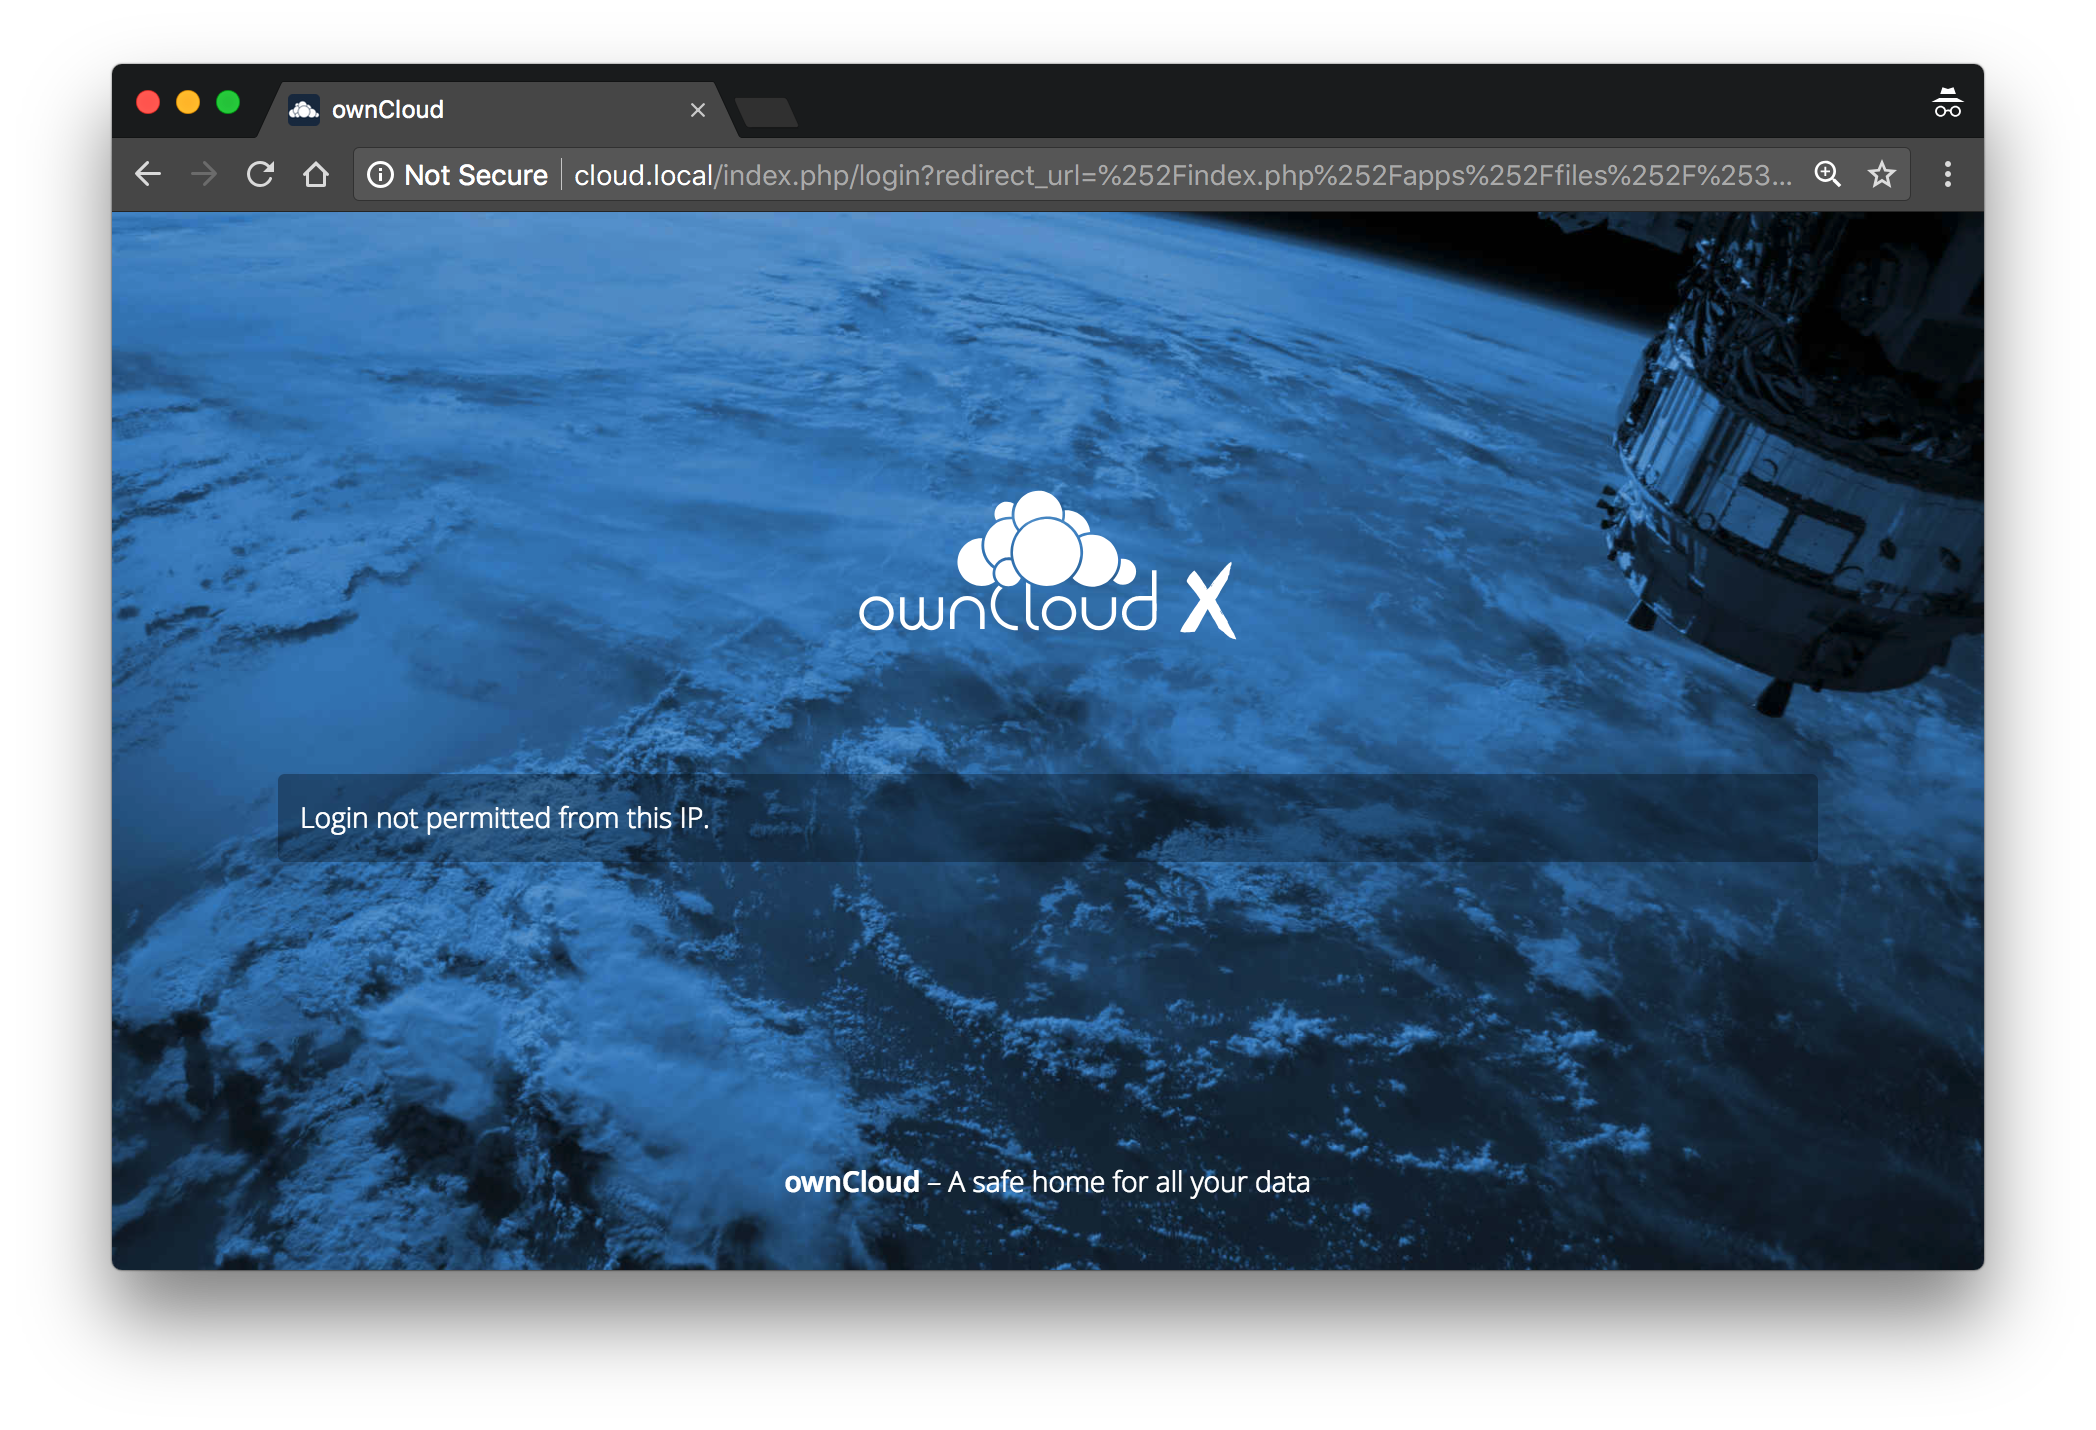 ownCloud
Not Secure
cloud.local/index.php/login?redirect_url=%252Findex.php%252Fapps%252Ffiles%252F%253...
ownCloud X
Login not permitted from this IP.
ownCloud – A safe home for all your data